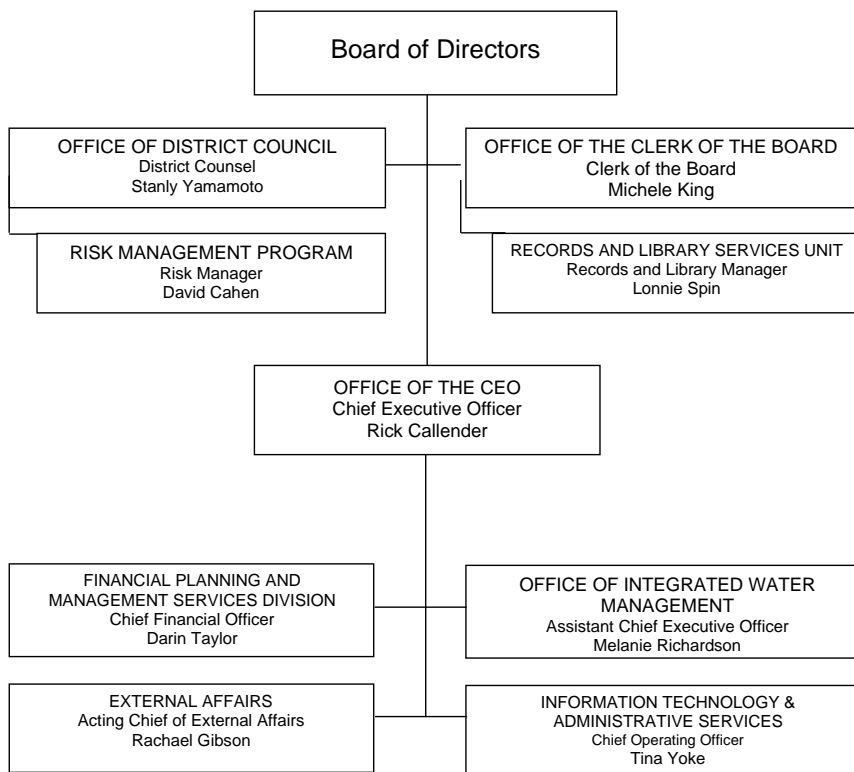 Board of Directors
OFFICE OF DISTRICT COUNCIL
District Counsel
Stanly Yamamoto
OFFICE OF THE CLERK OF THE BOARD
Clerk of the Board
Michele King
RISK MANAGEMENT PROGRAM
Risk Manager
David Cahen
RECORDS AND LIBRARY SERVICES UNIT
Records and Library Manager
Lonnie Spin
OFFICE OF THE CEO
Chief Executive Officer
Rick Callender
FINANCIAL PLANNING AND
MANAGEMENT SERVICES DIVISION
Chief Financial Officer
Darin Taylor
OFFICE OF INTEGRATED WATER
MANAGEMENT
Assistant Chief Executive Officer
Melanie Richardson
EXTERNAL AFFAIRS
Acting Chief of External Affairs
Rachael Gibson
INFORMATION TECHNOLOGY &
ADMINISTRATIVE SERVICES
Chief Operating Officer
Tina Yoke